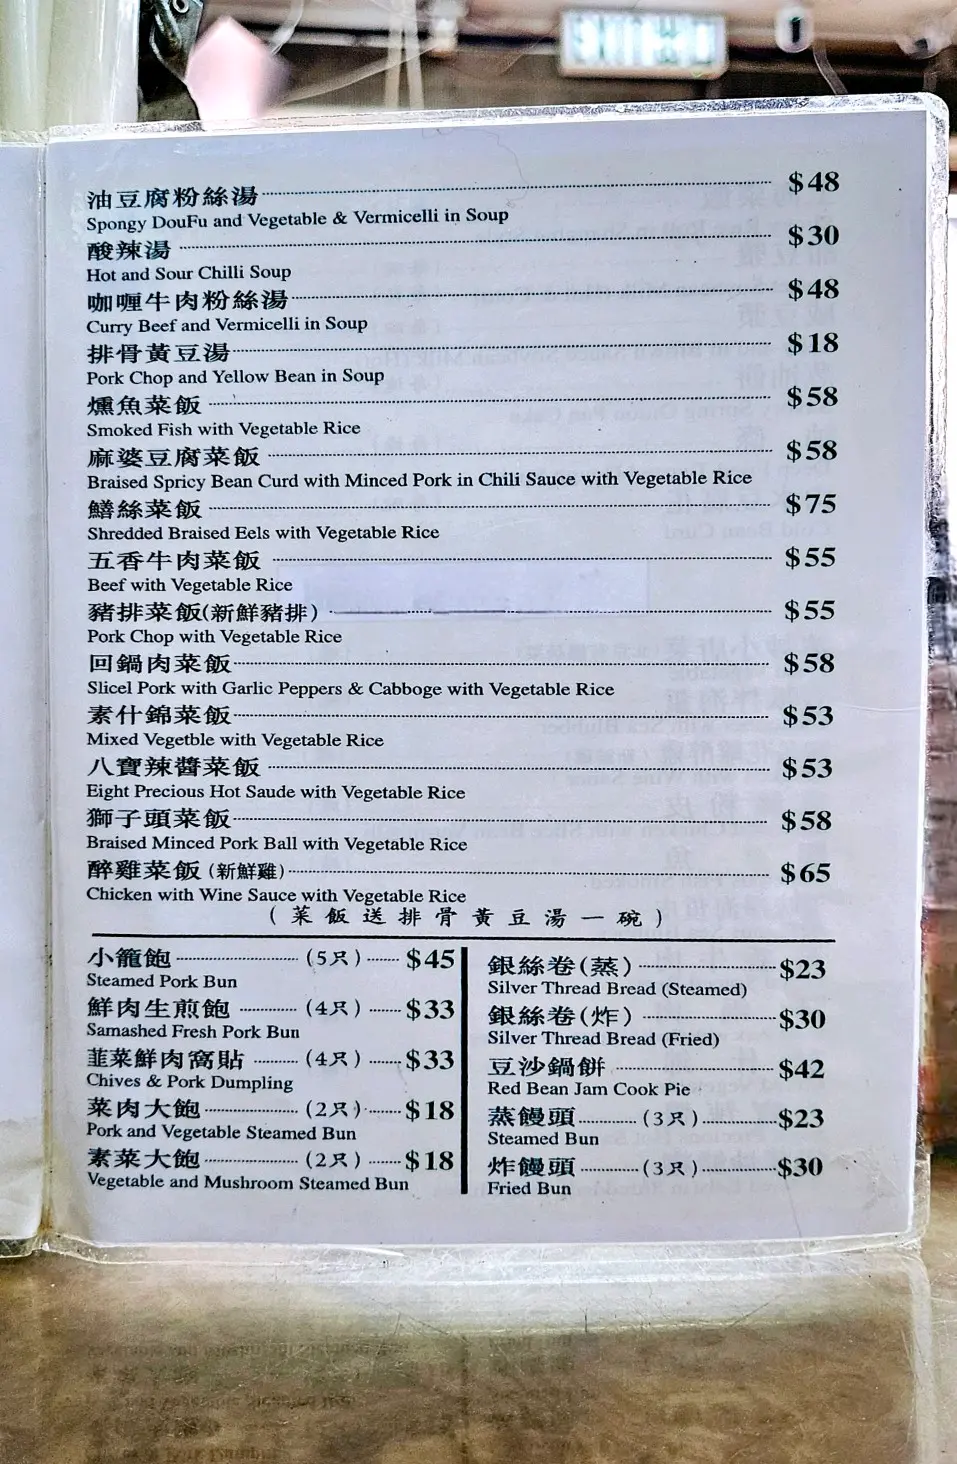 油豆腐粉絲湯 $48
Spongy DouFu and Vegetable & Vermicelli in Soup
酸辣湯 $30
Hot and Sour Chilli Soup
咖喱牛肉粉絲湯 $48
Curry Beef and Vermicelli in Soup
排骨黃豆湯 $18
Pork Chop and Yellow Bean in Soup
燻魚菜飯 $58
Smoked Fish with Vegetable Rice
麻婆豆腐菜飯 $58
Braised Spricy Bean Curd with Minced Pork in Chili Sauce with Vegetable Rice
鱔絲菜飯 $75
Shredded Braised Eels with Vegetable Rice
五香牛肉菜飯 $55
Beef with Vegetable Rice
豬排菜飯(新鮮豬排) $55
Pork Chop with Vegetable Rice
回鍋肉菜飯 $58
Slicel Pork with Garlic Peppers & Cabboge with Vegetable Rice
素什錦菜飯 $53
Mixed Vegetble with Vegetable Rice
八寶辣醬菜飯 $53
Eight Precious Hot Saude with Vegetable Rice
獅子頭菜飯 $58
Braised Minced Pork Ball with Vegetable Rice
醉雞菜飯(新鮮雞) $65
Chicken with Wine Sauce with Vegetable Rice
(菜飯送排骨黃豆湯一碗)
小籠飽 (5只) $45
Steamed Pork Bun
鮮肉生煎飽 (4只) $33
Samashed Fresh Pork Bun
韮菜鮮肉窩貼 (4只) $33
Chives & Pork Dumpling
菜肉大飽 (2只) $18
Pork and Vegetable Steamed Bun
素菜大飽 (2只) $18
Vegetable and Mushroom Steamed Bun
銀絲卷(蒸) $23
Silver Thread Bread (Steamed)
銀絲卷(炸) $30
Silver Thread Bread (Fried)
豆沙鍋餅 $42
Red Bean Jam Cook Pie
蒸饅頭 (3只) $23
Steamed Bun
炸饅頭 (3只) $30
Fried Bun